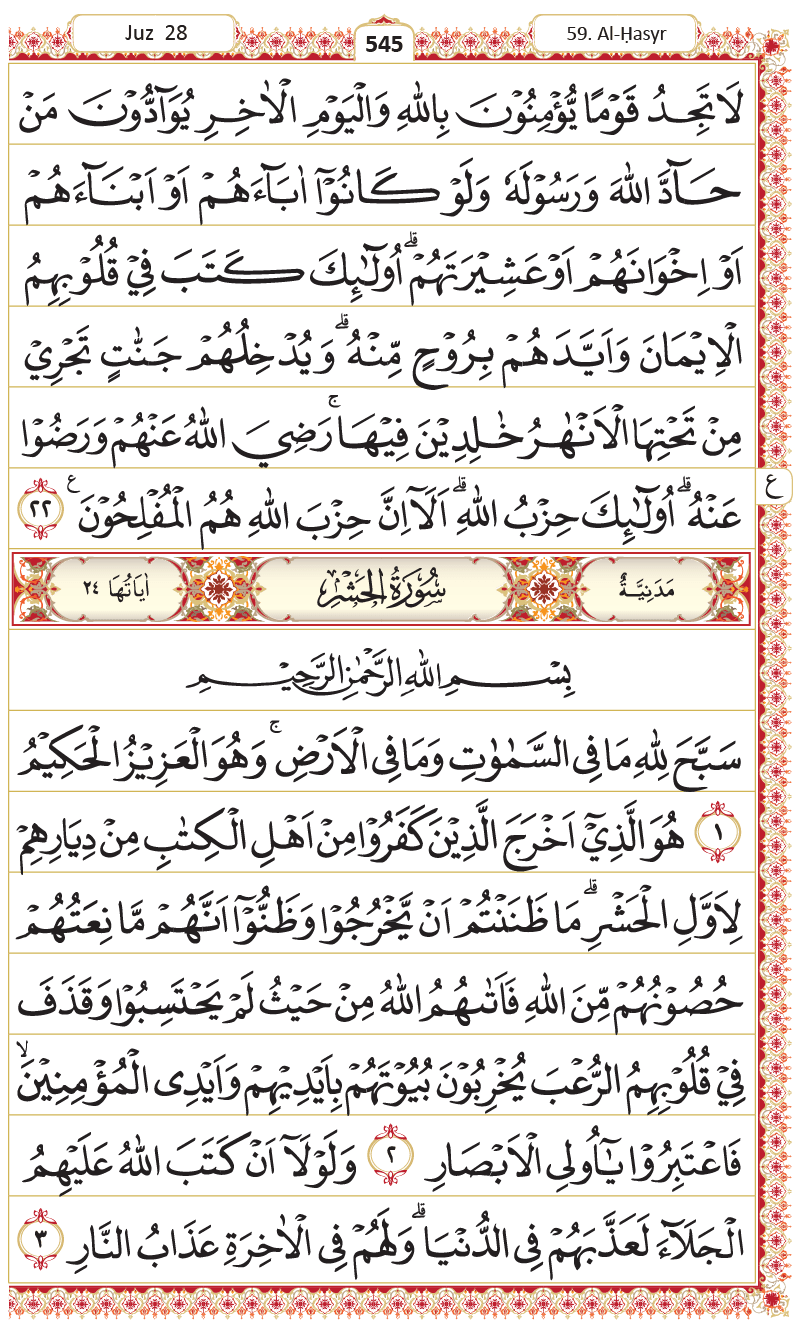 Juz 28
545
59. Al-Ḥasyr
لَا تَجِدُ قَوْمًا يُّؤْمِنُوْنَ بِاللّٰهِ وَالْيَوْمِ الْاٰخِرِ يُوَاۤدُّوْنَ مَنْ
حَاۤدَّ اللّٰهَ وَرَسُوْلَهٗ وَلَوْ كَانُوْٓا اٰبَاۤءَهُمْ اَوْ اَبْنَاۤءَهُمْ
اَوْ اِخْوَانَهُمْ اَوْ عَشِيْرَتَهُمْۗ اُولٰۤىِٕكَ كَتَبَ فِيْ قُلُوْبِهِمُ
الْاِيْمَانَ وَاَيَّدَهُمْ بِرُوْحٍ مِّنْهُۗ وَيُدْخِلُهُمْ جَنّٰتٍ تَجْرِيْ
مِنْ تَحْتِهَا الْاَنْهٰرُ خٰلِدِيْنَ فِيْهَاۚ رَضِيَ اللّٰهُ عَنْهُمْ وَرَضُوْا
ع
عَنْهُۗ اُولٰۤىِٕكَ حِزْبُ اللّٰهِۗ اَلَآ اِنَّ حِزْبَ اللّٰهِ هُمُ الْمُفْلِحُوْنَ ࣖ ٢٢
مَدَنِيَّةٌ سُوْرَةُ الْحَشْرِ اٰيَاتُهَا ٢٤
بِسْمِ اللّٰهِ الرَّحْمٰنِ الرَّحِيْمِ
سَبَّحَ لِلّٰهِ مَا فِى السَّمٰوٰتِ وَمَا فِى الْاَرْضِۚ وَهُوَ الْعَزِيْزُ الْحَكِيْمُ
١ هُوَ الَّذِيْٓ اَخْرَجَ الَّذِيْنَ كَفَرُوْا مِنْ اَهْلِ الْكِتٰبِ مِنْ دِيَارِهِمْ
لِاَوَّلِ الْحَشْرِۗ مَا ظَنَنْتُمْ اَنْ يَّخْرُجُوْا وَظَنُّوْٓا اَنَّهُمْ مَّانِعَتُهُمْ
حُصُوْنُهُمْ مِّنَ اللّٰهِ فَاَتٰىهُمُ اللّٰهُ مِنْ حَيْثُ لَمْ يَحْتَسِبُوْا وَقَذَفَ
فِيْ قُلُوْبِهِمُ الرُّعْبَ يُخْرِبُوْنَ بُيُوْتَهُمْ بِاَيْدِيْهِمْ وَاَيْدِى الْمُؤْمِنِيْنَۙ
فَاعْتَبِرُوْا يٰٓاُولِى الْاَبْصَارِ ٢ وَلَوْلَآ اَنْ كَتَبَ اللّٰهُ عَلَيْهِمُ
الْجَلَاۤءَ لَعَذَّبَهُمْ فِى الدُّنْيَاۗ وَلَهُمْ فِى الْاٰخِرَةِ عَذَابُ النَّارِ ٣